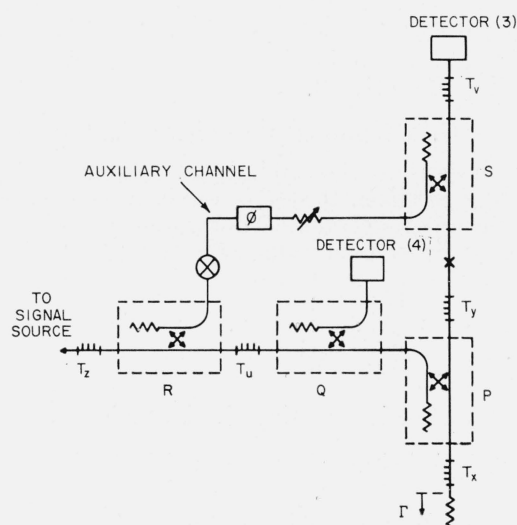 DETECTOR (3)
Tv
S
AUXILIARY CHANNEL
Ø
DETECTOR (4)
TO
SIGNAL
SOURCE
Ty
Tz
R
Tu
Q
P
Tx
Γ